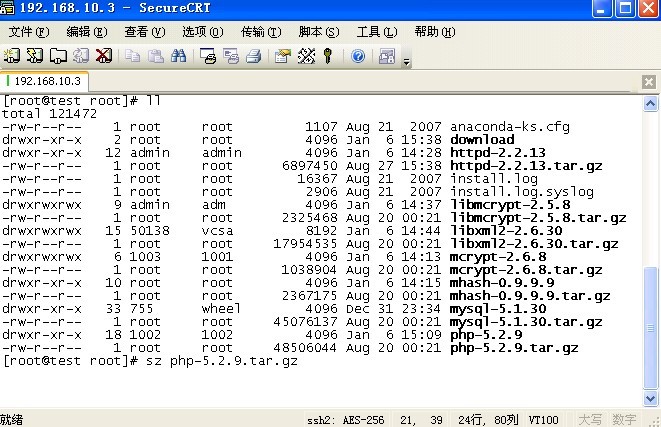 192.168.10.3 - SecureCRT
文件(F) 编辑(E) 查看(V) 选项(O) 传输(T) 脚本(S) 工具(L) 帮助(H)
192.168.10.3
[root@test root]# ll
total 121472
-rw-r--r-- 1 root root 1107 Aug 21 2007 anaconda-ks.cfg
drwxr-xr-x 2 root root 4096 Jan 6 15:38 download
drwxr-xr-x 12 admin admin 4096 Jan 6 14:28 httpd-2.2.13
-rw-r--r-- 1 root root 6897450 Aug 27 15:38 httpd-2.2.13.tar.gz
-rw-r--r-- 1 root root 16367 Aug 21 2007 install.log
-rw-r--r-- 1 root root 2906 Aug 21 2007 install.log.syslog
drwxrwxrwx 9 admin adm 4096 Jan 6 14:37 libmcrypt-2.5.8
-rw-r--r-- 1 root root 2325468 Aug 20 00:21 libmcrypt-2.5.8.tar.gz
drwxrwxrwx 15 50138 vcsa 8192 Jan 6 14:44 libxml2-2.6.30
-rw-r--r-- 1 root root 17954535 Aug 20 00:21 libxml2-2.6.30.tar.gz
drwxrwxrwx 6 1003 1001 4096 Jan 6 14:13 mcrypt-2.6.8
-rw-r--r-- 1 root root 1038904 Aug 20 00:21 mcrypt-2.6.8.tar.gz
drwxr-xr-x 10 root root 4096 Jan 6 14:15 mhash-0.9.9.9
-rw-r--r-- 1 root root 2367175 Aug 20 00:21 mhash-0.9.9.9.tar.gz
drwxr-xr-x 33 755 wheel 4096 Dec 31 23:34 mysql-5.1.30
-rw-r--r-- 1 root root 45076137 Aug 20 00:21 mysql-5.1.30.tar.gz
drwxr-xr-x 18 1002 1002 4096 Jan 6 15:09 php-5.2.9
-rw-r--r-- 1 root root 48506044 Aug 20 00:21 php-5.2.9.tar.gz
[root@test root]# sz php-5.2.9.tar.gz
就绪 ssh2: AES-256 21, 39 24行, 80列 VT100 大写 数字